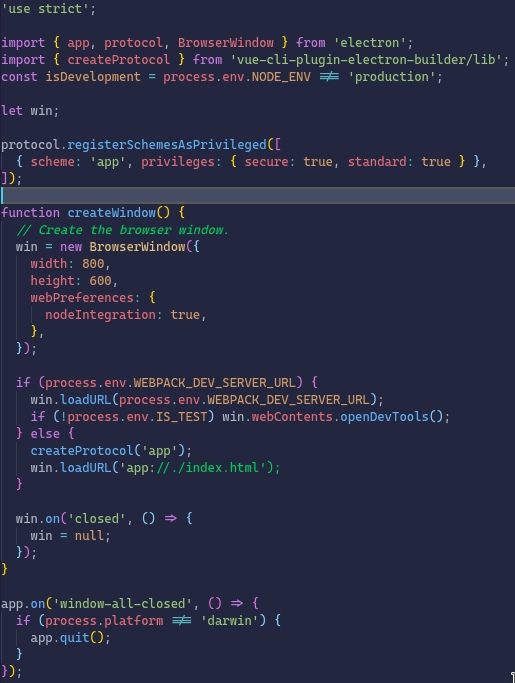 'use strict';

import { app, protocol, BrowserWindow } from 'electron';
import { createProtocol } from 'vue-cli-plugin-electron-builder/lib';
const isDevelopment = process.env.NODE_ENV !== 'production';

let win;

protocol.registerSchemesAsPrivileged([
  { scheme: 'app', privileges: { secure: true, standard: true } },
]);

function createWindow() {
  // Create the browser window.
  win = new BrowserWindow({
    width: 800,
    height: 600,
    webPreferences: {
      nodeIntegration: true,
    },
  });

  if (process.env.WEBPACK_DEV_SERVER_URL) {
    win.loadURL(process.env.WEBPACK_DEV_SERVER_URL);
    if (!process.env.IS_TEST) win.webContents.openDevTools();
  } else {
    createProtocol('app');
    win.loadURL('app://./index.html');
  }

  win.on('closed', () => {
    win = null;
  });
}

app.on('window-all-closed', () => {
  if (process.platform !== 'darwin') {
    app.quit();
  }
});